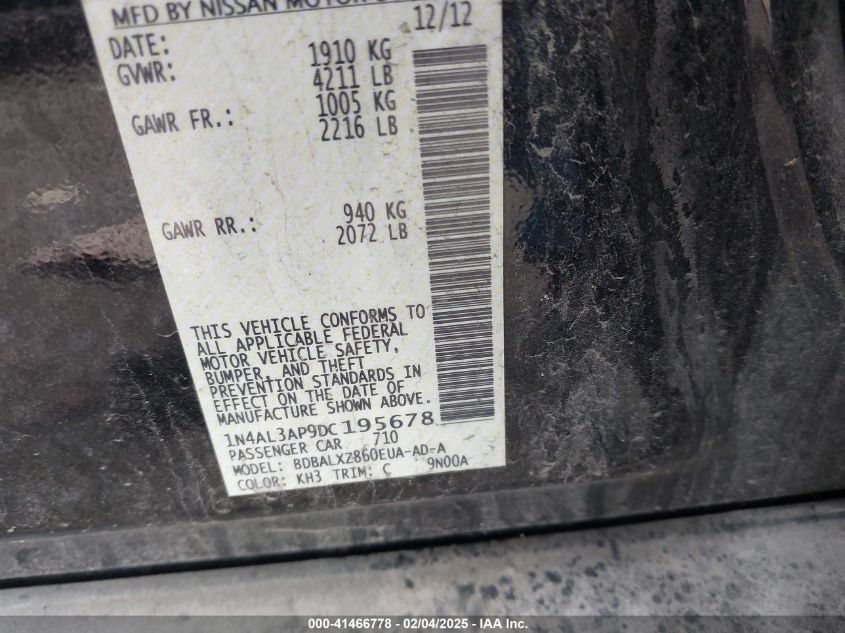 MFD BY NISSAN MOTOR
DATE: 12/12
GVWR: 1910 KG
4211 LB
GAWR FR.: 1005 KG
2216 LB
GAWR RR.: 940 KG
2072 LB
THIS VEHICLE CONFORMS TO
ALL APPLICABLE FEDERAL
MOTOR VEHICLE SAFETY,
BUMPER, AND THEFT
PREVENTION STANDARDS IN
EFFECT ON THE DATE OF
MANUFACTURE SHOWN ABOVE.
1N4AL3AP9DC195678
PASSENGER CAR 710
MODEL: BDBALXZ860EUA-AD-A
COLOR: KH3 TRIM: C 9N00A
000-41466778 - 02/04/2025 - IAA Inc.